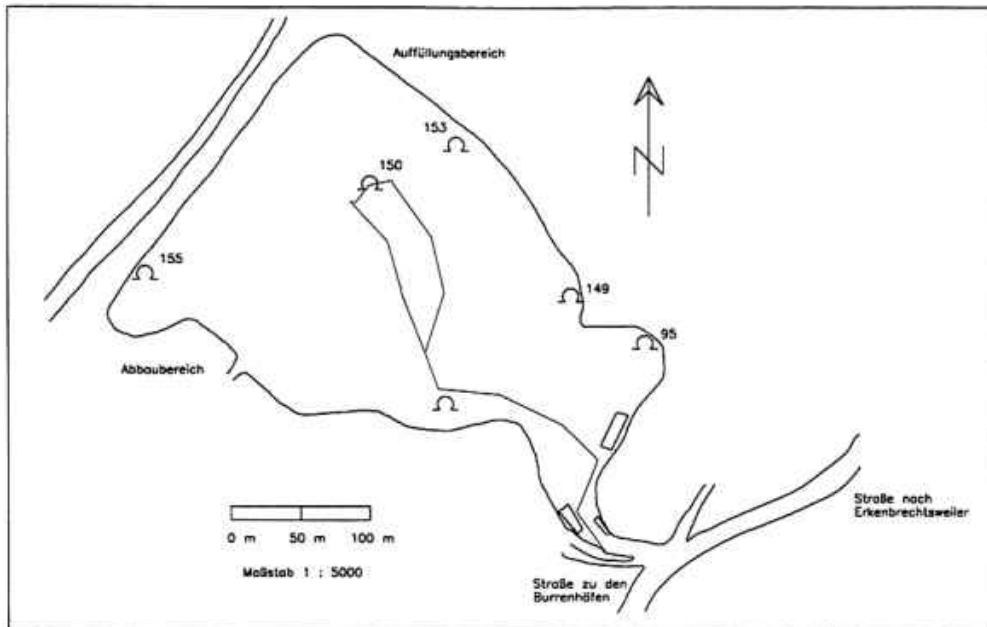 Auffüllungsbereich
153
150
N
155
149
95
Abbaubereich
Straße nach
Erkenbrechtsweiler
0 m 50 m 100 m
Maßstab 1 : 5000
Straße zu den
Burrenhöfen